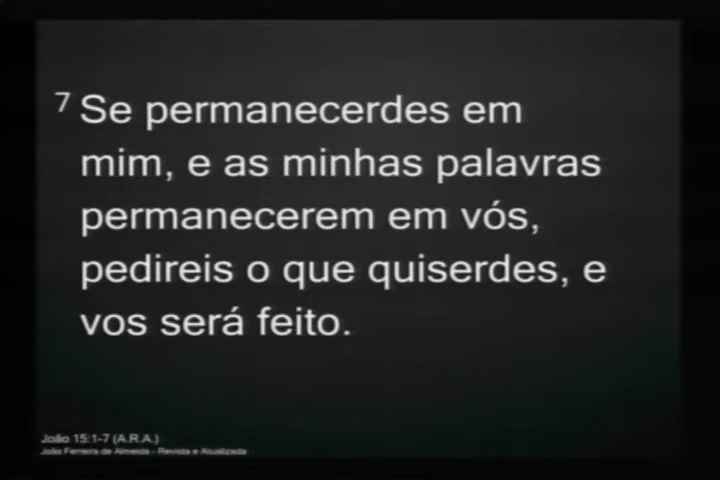 7 Se permanecerdes em
mim, e as minhas palavras
permanecerem em vós,
pedireis o que quiserdes, e
vos será feito.
João 15:1-7 (A.R.A.)
João Ferreira de Almeida - Revista e Atualizada